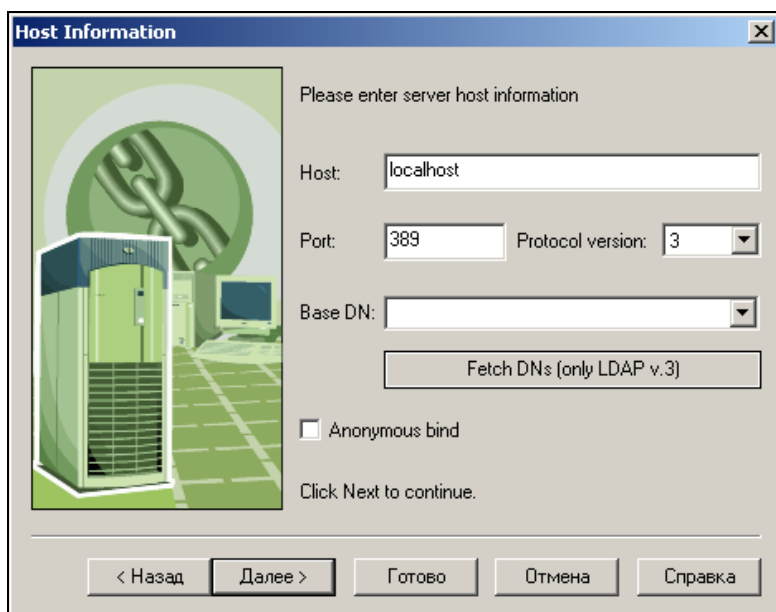 Host Information
Please enter server host information
Host: localhost
Port: 389 Protocol version: 3
Base DN:
Fetch DNs (only LDAP v.3)
Anonymous bind
Click Next to continue.
< Назад Далее > Готово Отмена Справка